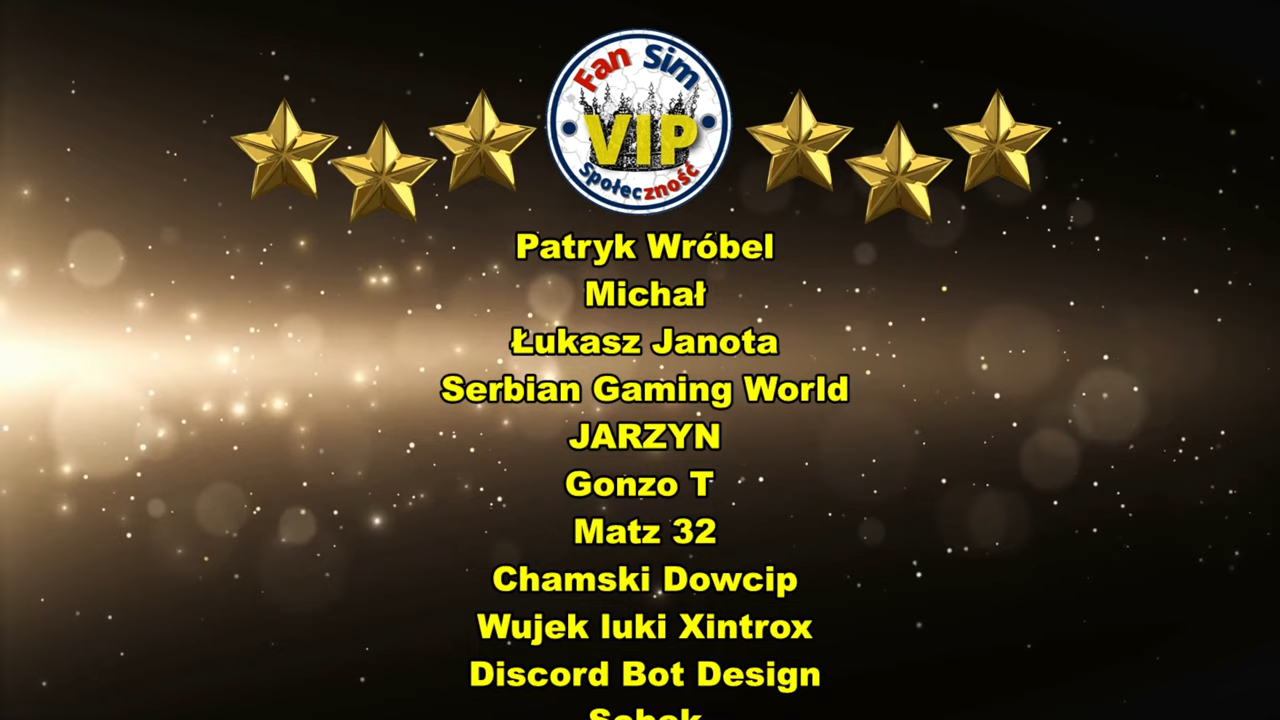 Fan Sim
VIP
Społeczność
Patryk Wróbel
Michał
Łukasz Janota
Serbian Gaming World
JARZYN
Gonzo T
Matz 32
Chamski Dowcip
Wujek luki Xintrox
Discord Bot Design